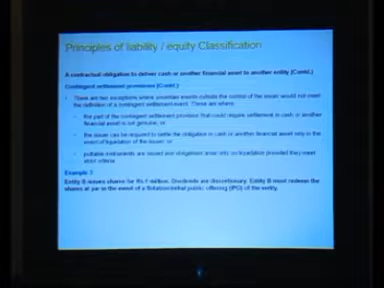 Principles of liability / equity Classification
A contractual obligation to deliver cash or another financial asset to another entity (Contd.)
Contingent settlement provisions (Contd.)
There are two exceptions where uncertain events outside the control of the issuer would not meet
the definition of a contingent settlement event. These are where
the part of the contingent settlement provision that could require settlement in cash or another
financial asset is not genuine, or
the issuer can be required to settle the obligation in cash or another financial asset only in the
event of liquidation of the issuer or
puttable instruments are issued and obligations arise only on liquidation provided they meet
strict criteria
Example 3
Entity B issues shares for million. Dividends are discretionary. Entity B must redeem the
shares at par in the event of a flotation/initial public offering (IPO) of the entity.